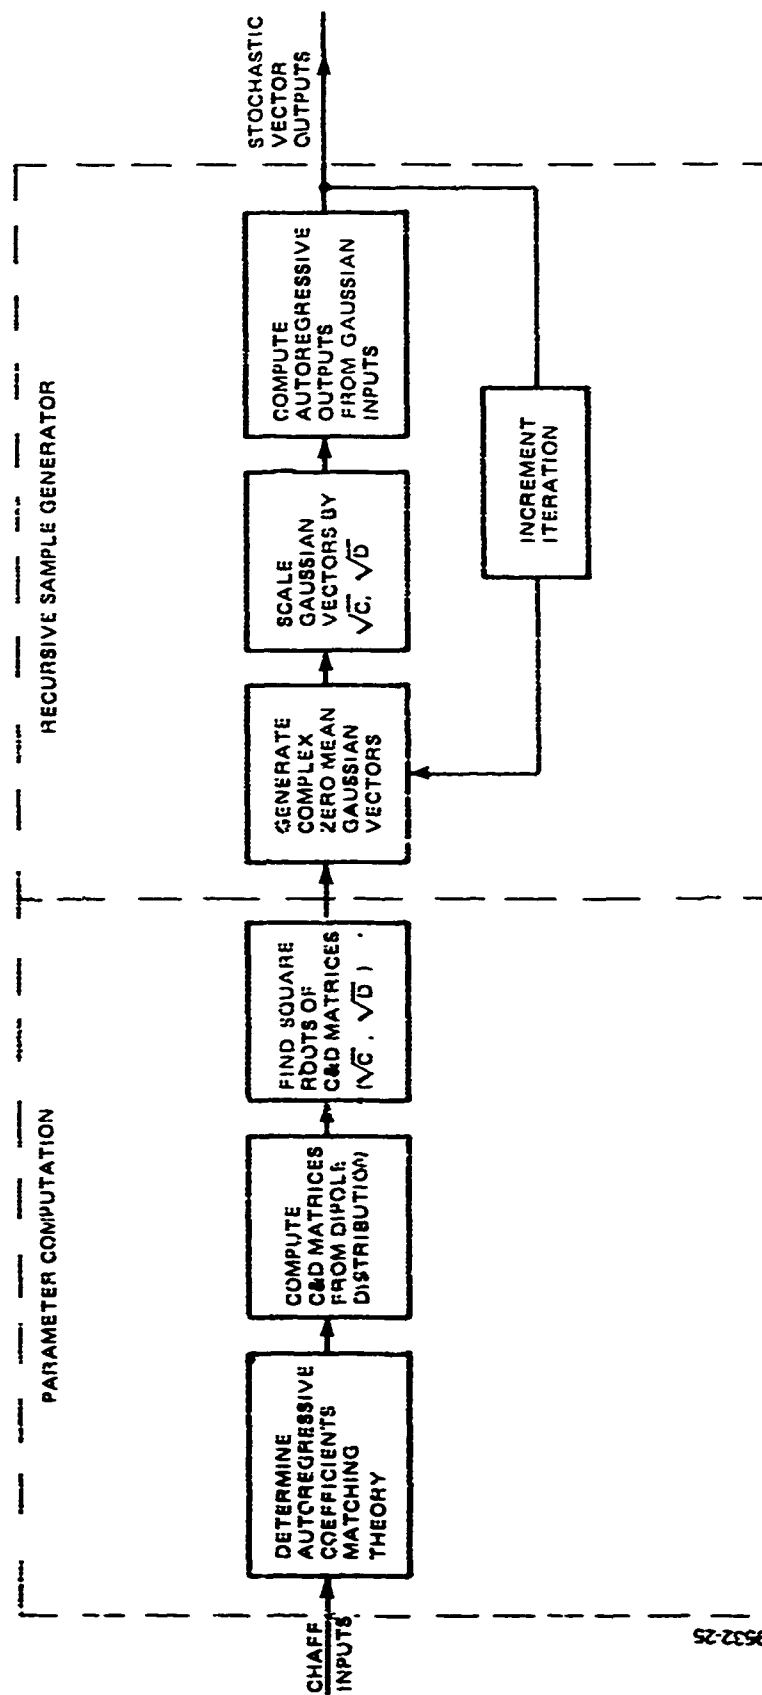 PARAMETER COMPUTATION
RECURSIVE SAMPLE GENERATOR
CHAFF
INPUTS
DETERMINE
AUTOREGRESSIVE
COEFFICIENTS
MATCHING
THEORY
COMPUTE
C&D MATRICES
FROM DIPOLE
DISTRIBUTION)
FIND SQUARE
ROOTS OF
C&D MATRICES
(√C, √D)
GENERATE
COMPLEX
ZERO MEAN
GAUSSIAN
VECTORS
SCALE
GAUSSIAN
VECTORS BY
√C, √D
COMPUTE
AUTOREGRESSIVE
OUTPUTS
FROM GAUSSIAN
INPUTS
INCREMENT
ITERATION
STOCHASTIC
VECTOR
OUTPUTS
9532-25